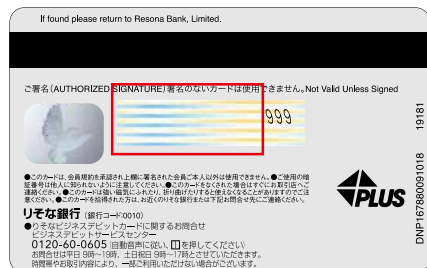 If found please return to Resona Bank, Limited.
ご署名(AUTHORIZED SIGNATURE)署名のないカードは使用できません。Not Valid Unless Signed
999
●このカードは、会員規約を承認され上欄に署名された会員ご本人以外は使用できません。●ご使用の暗
証番号は他人に知られないように注意してください。●このカードをなくされた場合はすぐにお取引店へご
連絡ください。●このカードは強い磁気にふれたり、折り曲げたりすると使えなくなることがありますのでご注
意ください。●このカードを拾得された方は、お近くのりそな銀行または下記お問合せ先にご連絡ください。
りそな銀行(銀行コード:0010)
●りそなビジネスデビットカードに関するお問合せ
ビジネスデビットサービスセンター
0120-60-0605(自動音声に従い、1を押してください)
お問合せは平日 9時〜19時、土日祝日 9時〜17時とさせていただきます。
時間帯やお取引内容により、一部ご利用いただけない場合がございます。
PLUS
19181
DNP1678800910​18